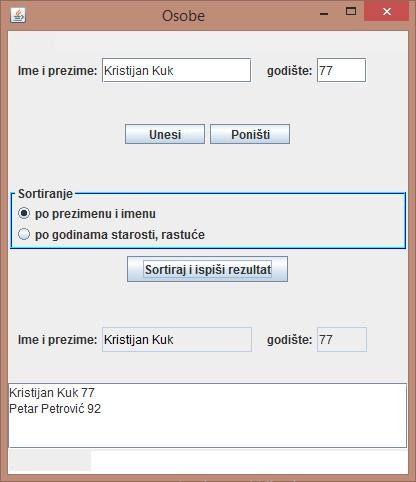 Osobe
Ime i prezime: Kristijan Kuk godište: 77
Unesi Poništi
Sortiranje
po prezimenu i imenu
po godinama starosti, rastuće
Sortiraj i ispiši rezultat
Ime i prezime: Kristijan Kuk godište: 77
Kristijan Kuk 77
Petar Petrović 92